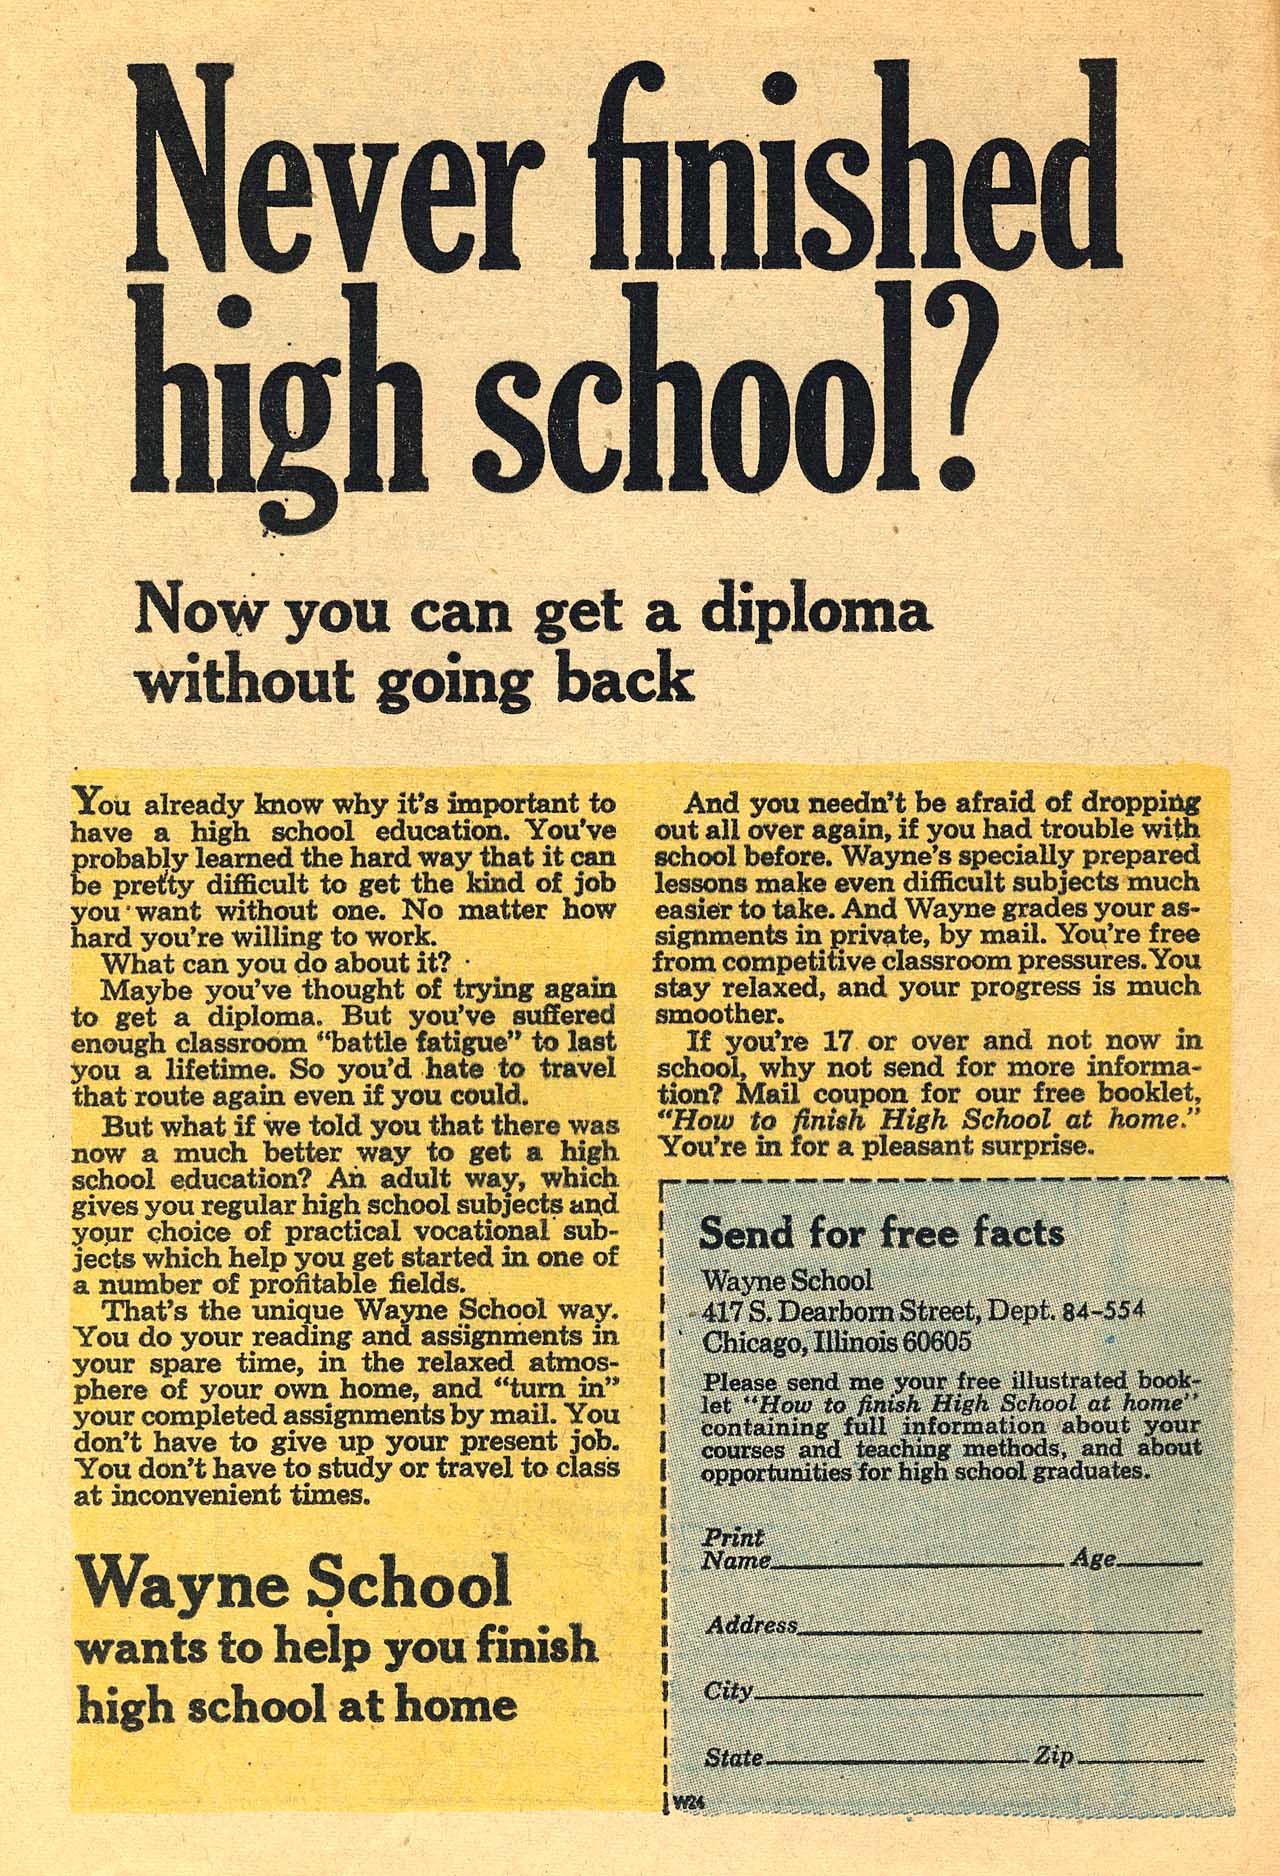 Never finished
high school?
Now you can get a diploma
without going back
You already know why it's important to
have a high school education. You've
probably learned the hard way that it can
be pretty difficult to get the kind of job
you want without one. No matter how
hard you're willing to work.
What can you do about it?
Maybe you've thought of trying again
to get a diploma. But you've suffered
enough classroom “battle fatigue” to last
you a lifetime. So you'd hate to travel
that route again even if you could.
But what if we told you that there was
now a much better way to get a high
school education? An adult way, which
gives you regular high school subjects and
your choice of practical vocational sub-
jects which help you get started in one of
a number of profitable fields.
That's the unique Wayne School way.
You do your reading and assignments in
your spare time, in the relaxed atmos-
phere of your own home, and “turn in”
your completed assignments by mail. You
don't have to give up your present job.
You don't have to study or travel to class
at inconvenient times.
Wayne School
wants to help you finish
high school at home
And you needn't be afraid of dropping
out all over again, if you had trouble with
school before. Wayne's specially prepared
lessons make even difficult subjects much
easier to take. And Wayne grades your as-
signments in private, by mail. You're free
from competitive classroom pressures. You
stay relaxed, and your progress is much
smoother.
If you're 17 or over and not now in
school, why not send for more informa-
tion? Mail coupon for our free booklet,
“How to finish High School at home.”
You're in for a pleasant surprise.
Send for free facts
Wayne School
417 S. Dearborn Street, Dept. 84-554
Chicago, Illinois 60605
Please send me your free illustrated book-
let “How to finish High School at home”
containing full information about your
courses and teaching methods, and about
opportunities for high school graduates.
Print
Name Age
Address
City
State Zip
W24